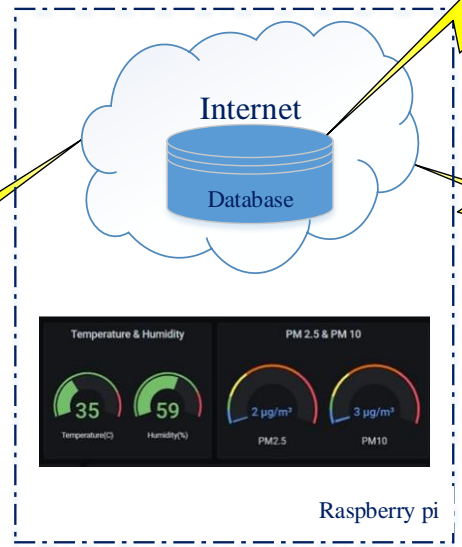 Internet
Database
Temperature & Humidity
PM 2.5 & PM 10
35
59
2 µg/m³
3 µg/m³
Temperature(C)
Humidity(%)
PM2.5
PM10
Raspberry pi